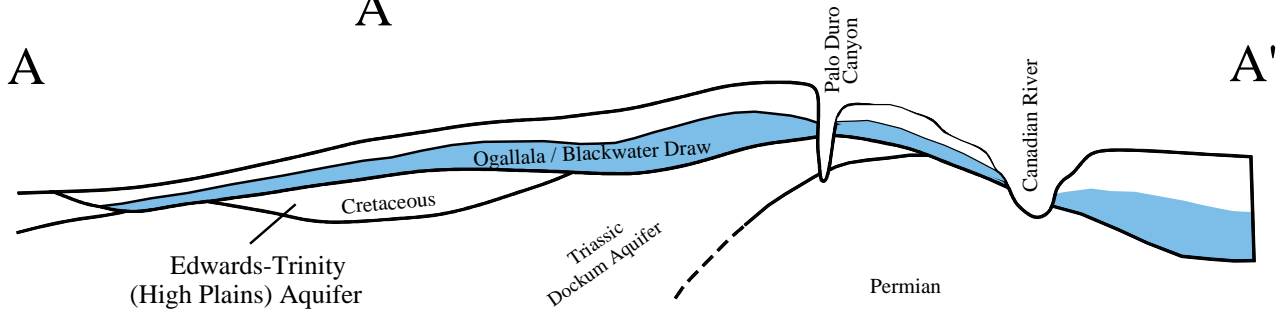 A
A
A'
Palo Duro
Canyon
Canadian River
Ogallala / Blackwater Draw
Cretaceous
Triassic
Dockum Aquifer
Edwards-Trinity
(High Plains) Aquifer
Permian